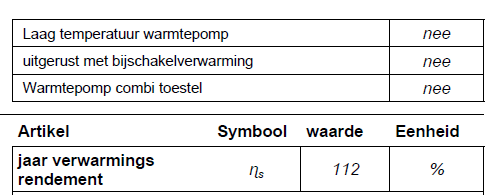 Laag temperatuur warmtepomp nee
uitgerust met bijschakelverwarming nee
Warmtepomp combi toestel nee
Artikel Symbool waarde Eenheid
jaar verwarmings
rendement ηs 112 %